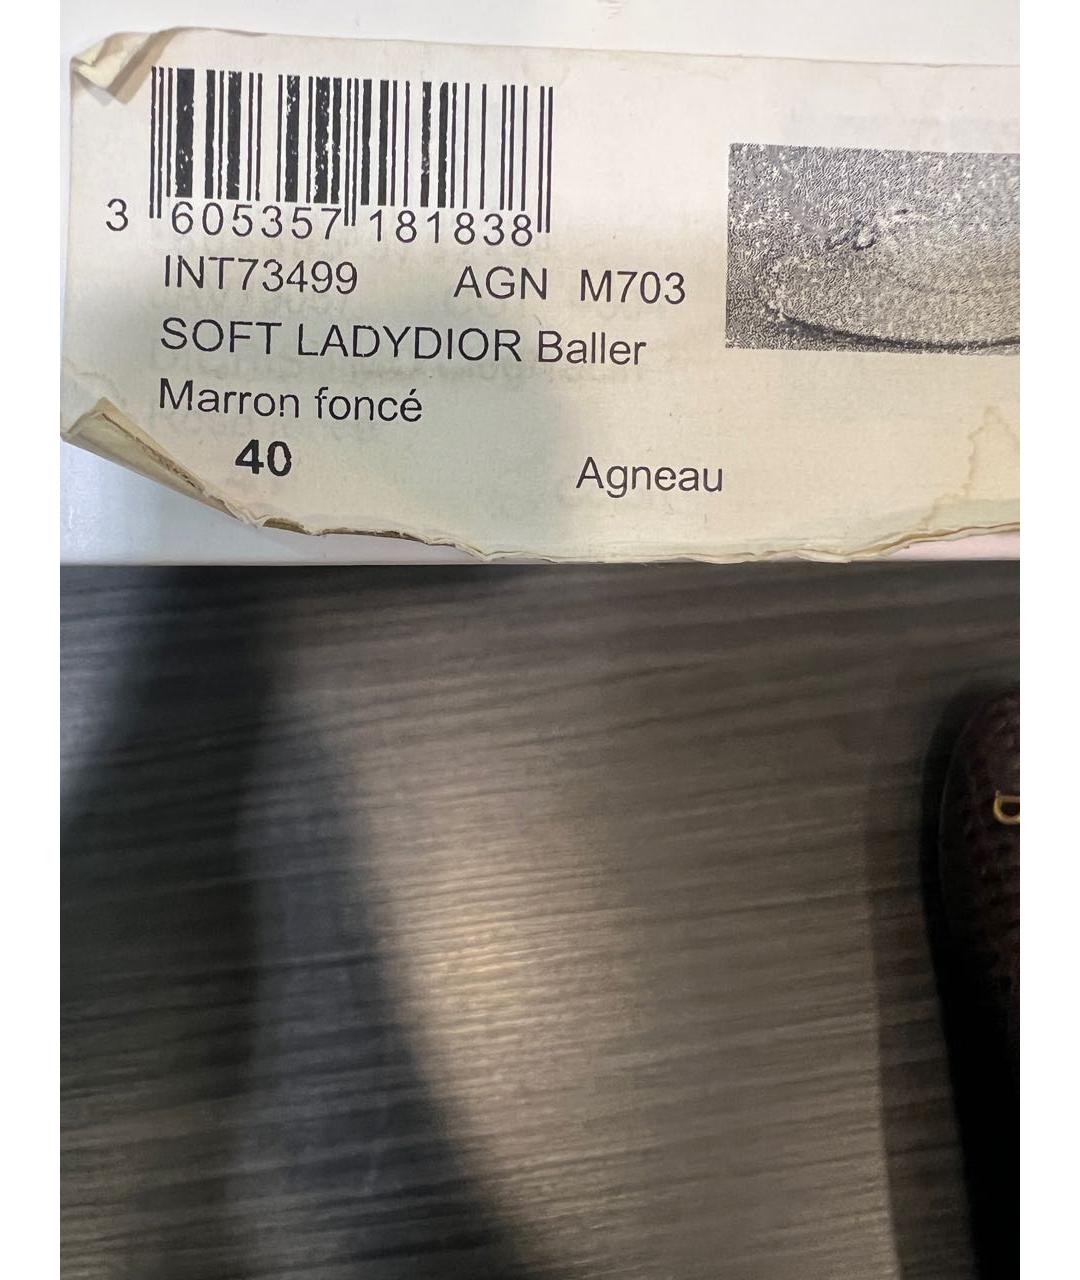 3 605357 181838
INT73499 AGN M703
SOFT LADYDIOR Baller
Marron foncé
40 Agneau
D